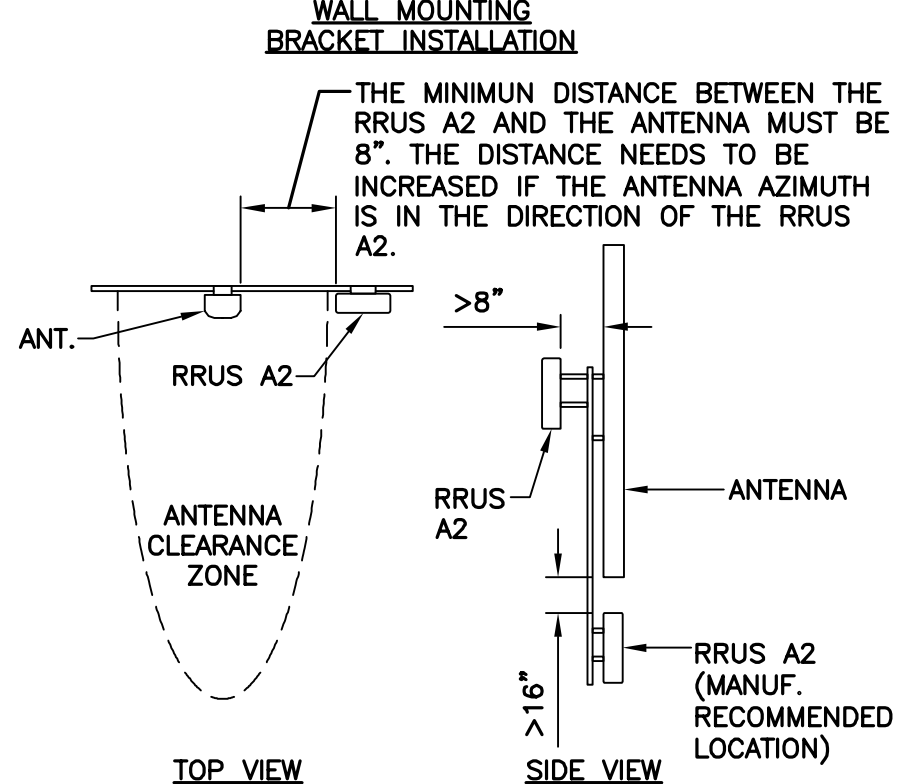 WALL MOUNTING
BRACKET INSTALLATION
THE MINIMUN DISTANCE BETWEEN THE
RRUS A2 AND THE ANTENNA MUST BE
8". THE DISTANCE NEEDS TO BE
INCREASED IF THE ANTENNA AZIMUTH
IS IN THE DIRECTION OF THE RRUS
A2.
>8"
ANT.
RRUS A2
RRUS
A2
ANTENNA
ANTENNA
CLEARANCE
ZONE
>16"
RRUS A2
(MANUF.
RECOMMENDED
LOCATION)
TOP VIEW
SIDE VIEW